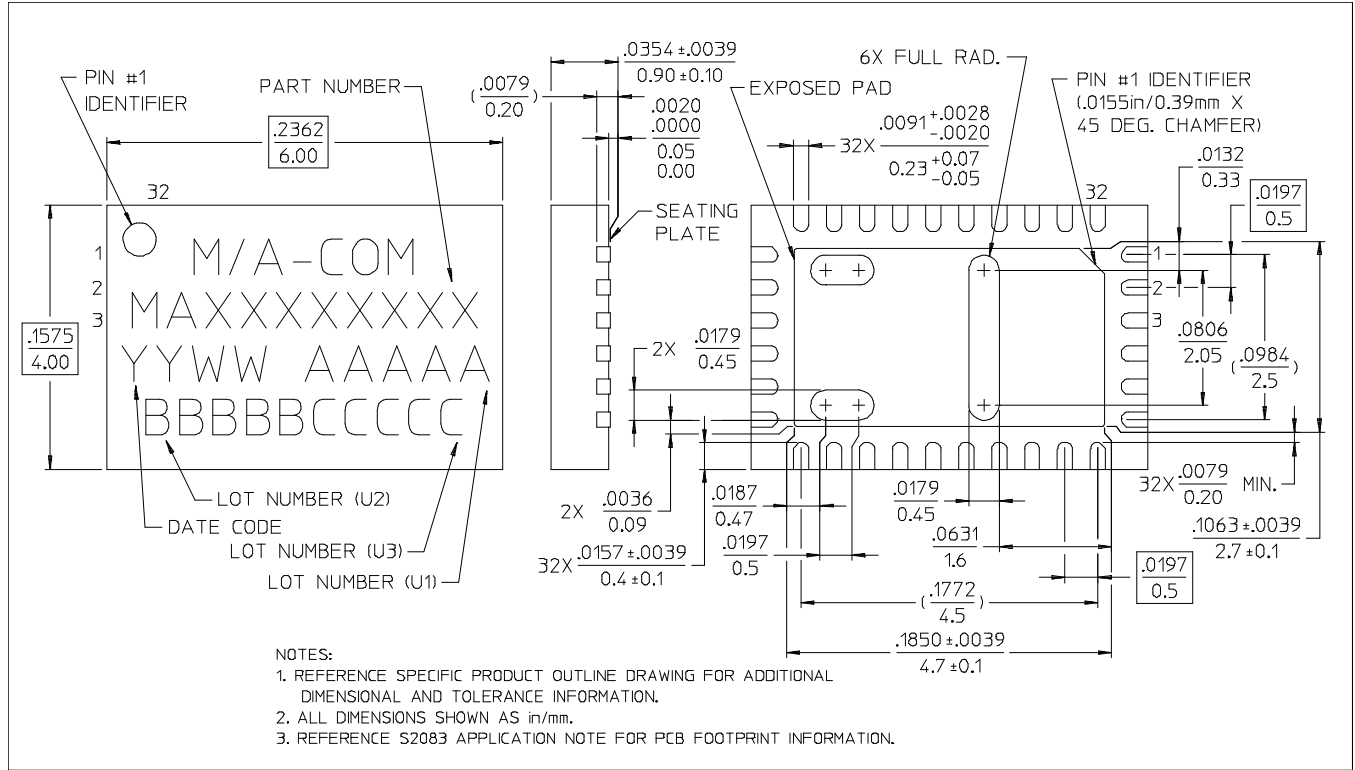 PIN #1
IDENTIFIER
PART NUMBER
.2362
6.00
32
.1575
4.00
1
2
3
M/A-COM
MAXXXXXXXXX
YYWW AAAAA
BBBBBCCCCC
LOT NUMBER (U2)
DATE CODE
LOT NUMBER (U3)
LOT NUMBER (U1)
.0354 ±.0039
0.90 ±0.10
(.0079
0.20)
.0020
.0000
0.05
0.00
SEATING
PLATE
EXPOSED PAD
6X FULL RAD.
32X .0091 +.0028
-.0020
0.23 +0.07
-0.05
PIN #1 IDENTIFIER
(.0155in/0.39mm X
45 DEG. CHAMFER)
32
.0132
0.33
.0197
0.5
1
2
3
.0806
2.05
(.0984
2.5)
2X .0179
0.45
2X .0036
0.09
32X .0157 ±.0039
0.4 ±0.1
.0187
0.47
.0197
0.5
.0179
0.45
.0631
1.6
32X .0079
0.20 MIN.
.1063 ±.0039
2.7 ±0.1
.0197
0.5
(.1772
4.5)
.1850 ±.0039
4.7 ±0.1
NOTES:
1. REFERENCE SPECIFIC PRODUCT OUTLINE DRAWING FOR ADDITIONAL
DIMENSIONAL AND TOLERANCE INFORMATION.
2. ALL DIMENSIONS SHOWN AS in/mm.
3. REFERENCE S2083 APPLICATION NOTE FOR PCB FOOTPRINT INFORMATION.